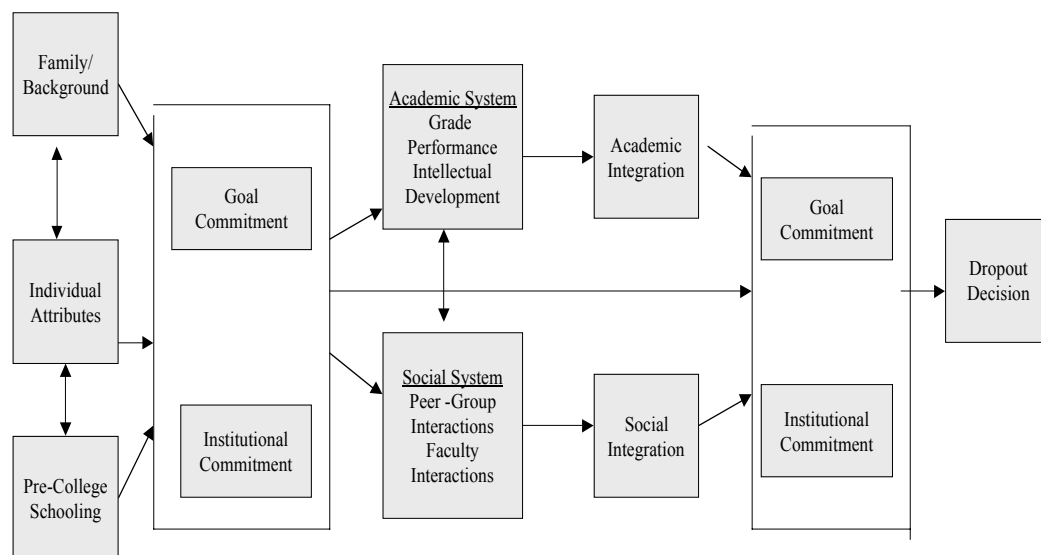 Family/
Background
Individual
Attributes
Pre-College
Schooling
Goal
Commitment
Institutional
Commitment
Academic System
Grade
Performance
Intellectual
Development
Social System
Peer -Group
Interactions
Faculty
Interactions
Academic
Integration
Social
Integration
Goal
Commitment
Institutional
Commitment
Dropout
Decision